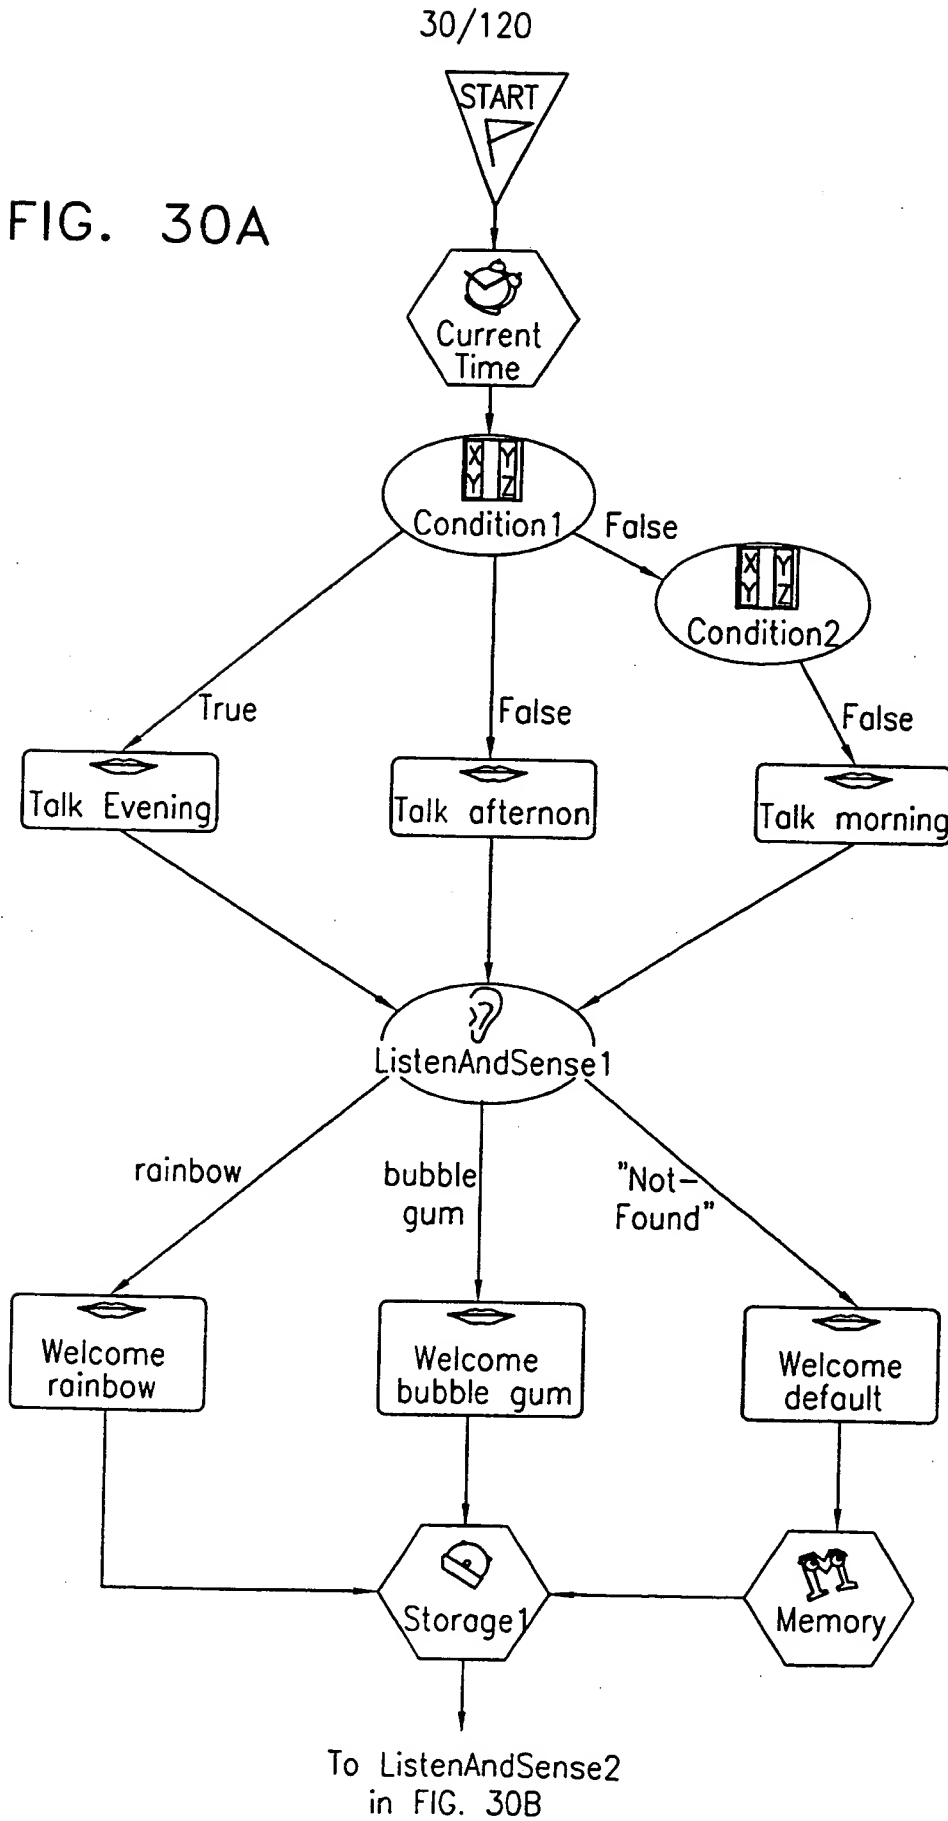 30/120
START
FIG. 30A
Current
Time
X Y
Y Z
Condition1
False
X Y
Y Z
Condition2
True
False
False
Talk Evening
Talk afternon
Talk morning
ListenAndSense1
rainbow
bubble
gum
"Not-
Found"
Welcome
rainbow
Welcome
bubble gum
Welcome
default
Storage1
Memory
To ListenAndSense2
in FIG. 30B